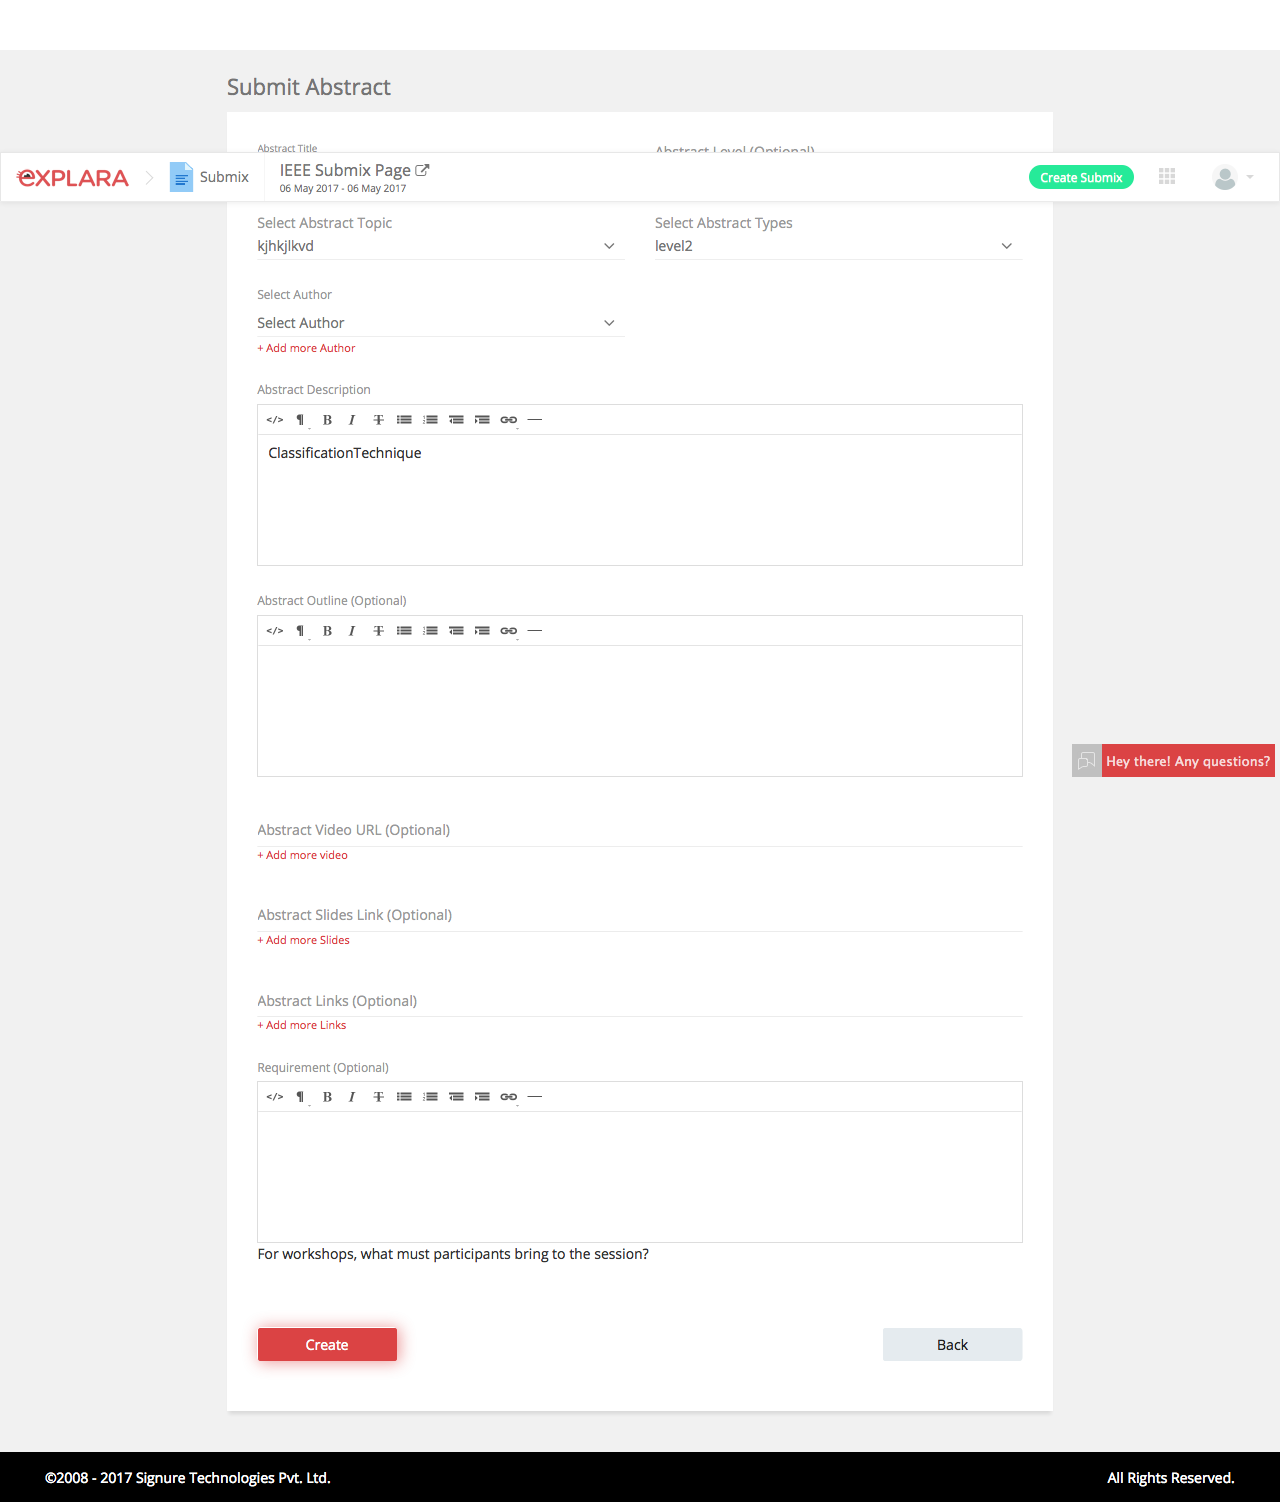 Submit Abstract
Abstract Title
Abstract Level (Optional)
EXPLARA
Submix
IEEE Submix Page
06 May 2017 - 06 May 2017
Create Submix
Select Abstract Topic
Select Abstract Types
kjhkjlkvd
level2
Select Author
Select Author
+ Add more Author
Abstract Description
</> ¶ B I T
ClassificationTechnique
Abstract Outline (Optional)
</> ¶ B I T
Hey there! Any questions?
Abstract Video URL (Optional)
+ Add more video
Abstract Slides Link (Optional)
+ Add more Slides
Abstract Links (Optional)
+ Add more Links
Requirement (Optional)
</> ¶ B I T
For workshops, what must participants bring to the session?
Create
Back
©2008 - 2017 Signure Technologies Pvt. Ltd.
All Rights Reserved.